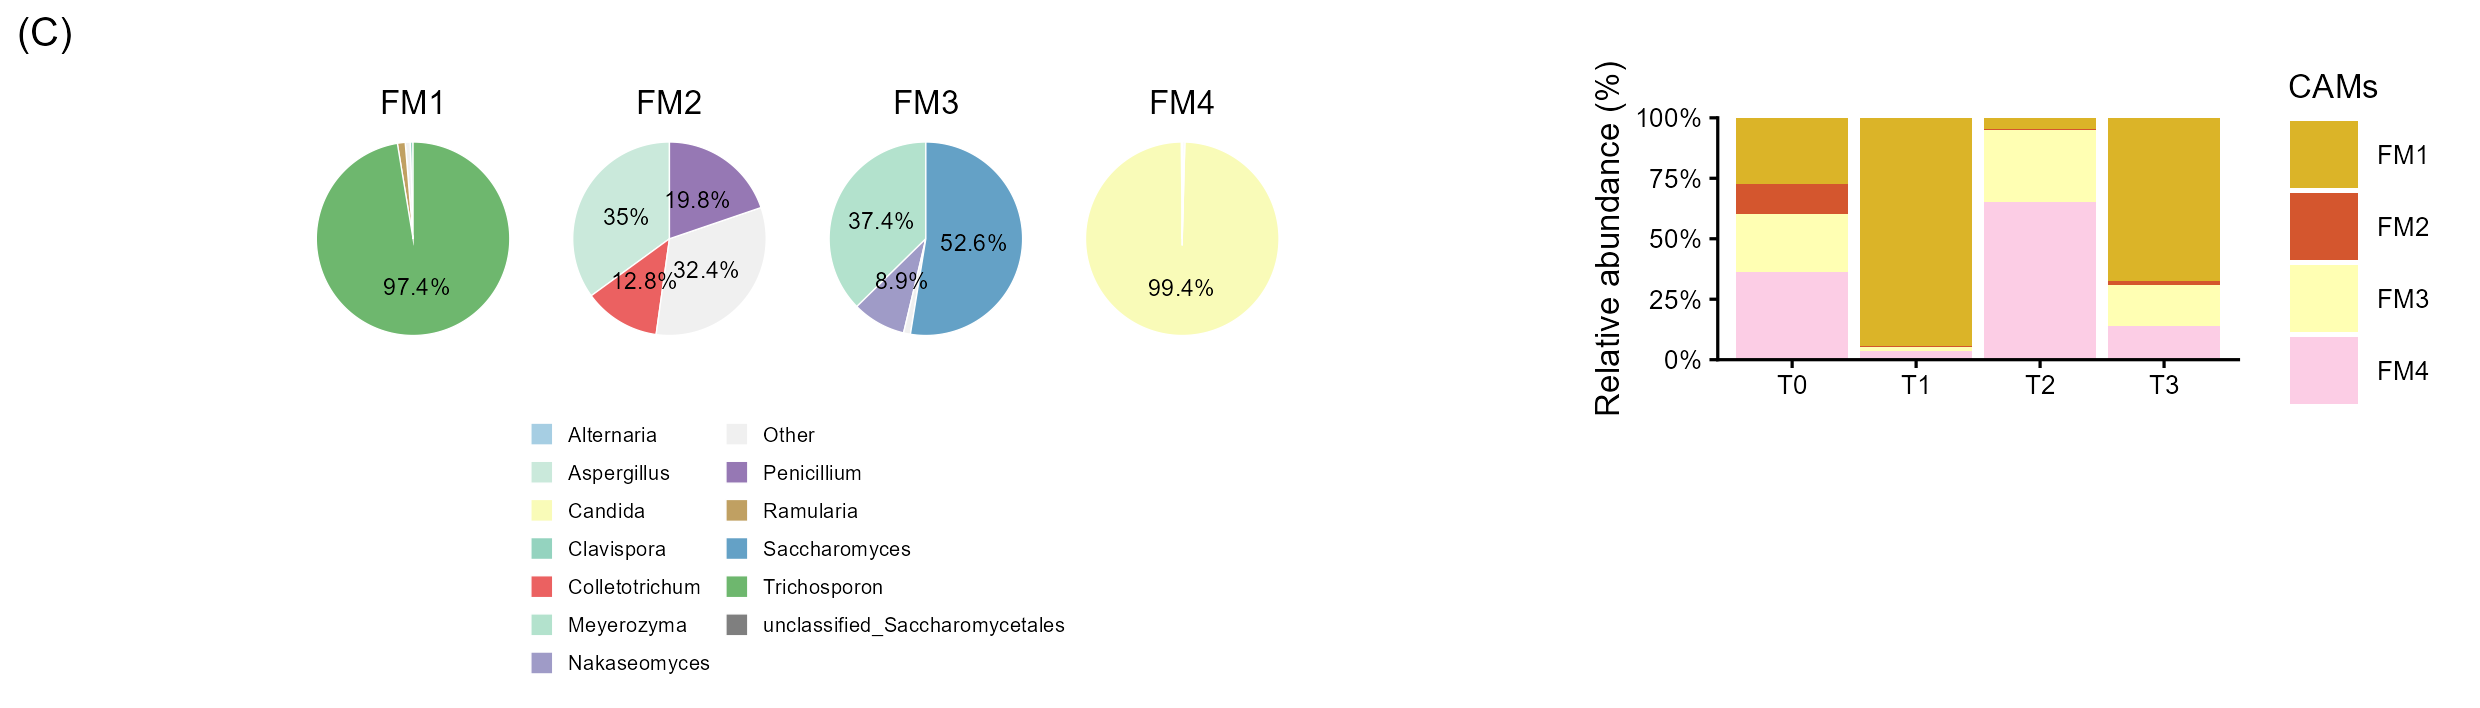 (C)
FM1
FM2
FM3
FM4
97.4%
35%
19.8%
12.8%
32.4%
37.4%
8.9%
52.6%
99.4%
Alternaria
Aspergillus
Candida
Clavispora
Colletotrichum
Meyerozyma
Nakaseomyces
Other
Penicillium
Ramularia
Saccharomyces
Trichosporon
unclassified_Saccharomycetales
Relative abundance (%)
100%
75%
50%
25%
0%
T0
T1
T2
T3
CAMs
FM1
FM2
FM3
FM4